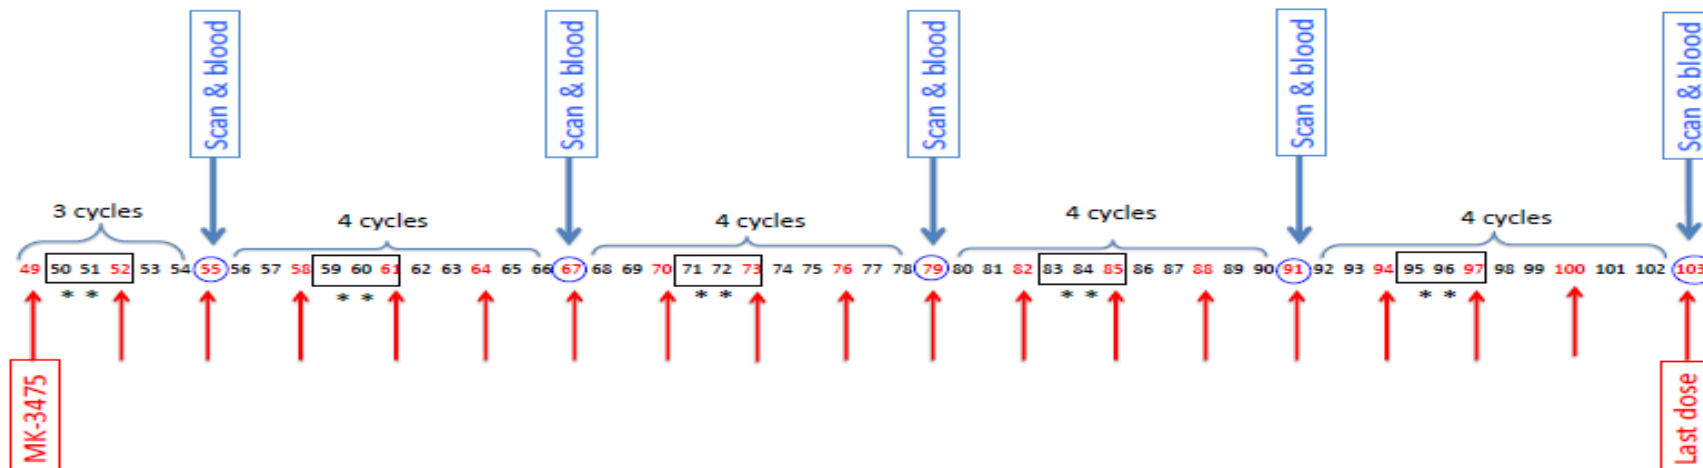 Scan & blood
Scan & blood
Scan & blood
Scan & blood
Scan & blood
3 cycles
4 cycles
4 cycles
4 cycles
4 cycles
49 50 51 52 53 54 55 56 57 58 59 60 61 62 63 64 65 66 67 68 69 70 71 72 73 74 75 76 77 78 79 80 81 82 83 84 85 86 87 88 89 90 91 92 93 94 95 96 97 98 99 100 101 102 103
* * * * * * * * * *
MK-3475
Last dose